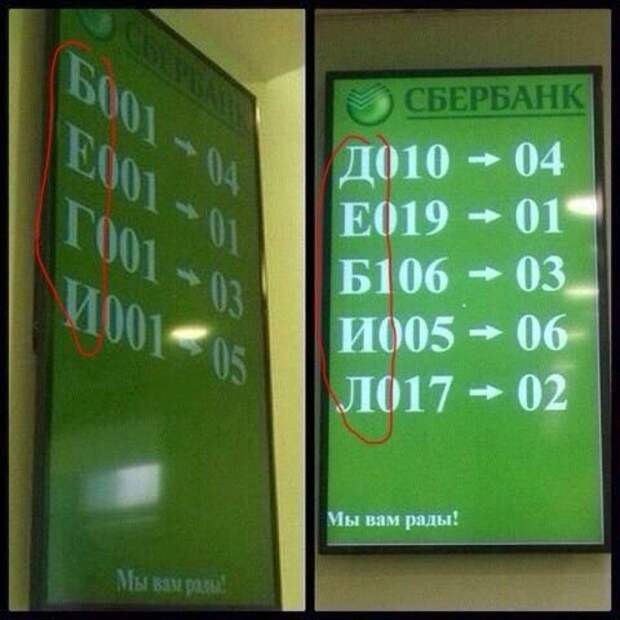 СБЕРБАНК
Б001 → 04
Е001 → 01
Г001 → 03
И001 → 05
Мы вам рады!
СБЕРБАНК
Д010 → 04
Е019 → 01
Б106 → 03
И005 → 06
Л017 → 02
Мы вам рады!